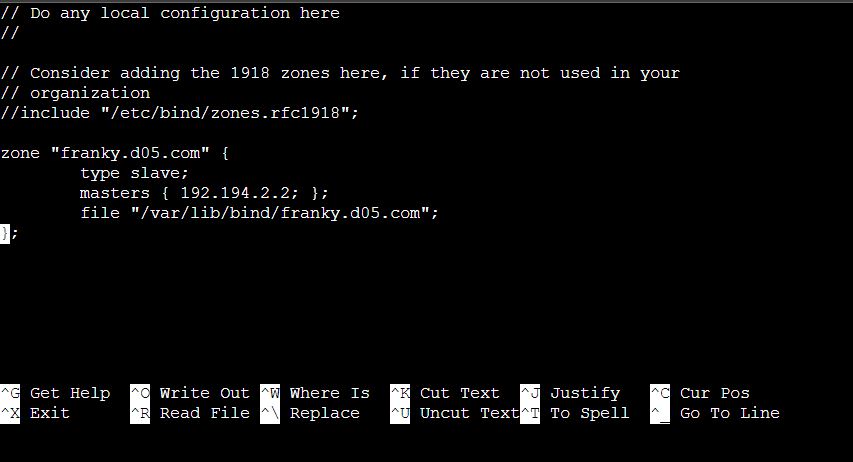 // Do any local configuration here
//
// Consider adding the 1918 zones here, if they are not used in your
// organization
//include "/etc/bind/zones.rfc1918";
zone "franky.d05.com" {
        type slave;
        masters { 192.194.2.2; };
        file "/var/lib/bind/franky.d05.com";
};
^G Get Help  ^O Write Out ^W Where Is  ^K Cut Text  ^J Justify   ^C Cur Pos
^X Exit      ^R Read File ^\ Replace   ^U Uncut Text^T To Spell  ^_ Go To Line